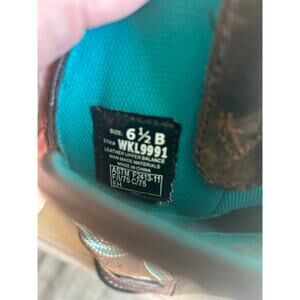 SIZE: 6 ½ B
STK# WKL9991
LEATHER UPPER BALANCE
MAN MADE MATERIALS
MADE IN CHINA
ASTM F2413-11
F/I/75 C/75
EH